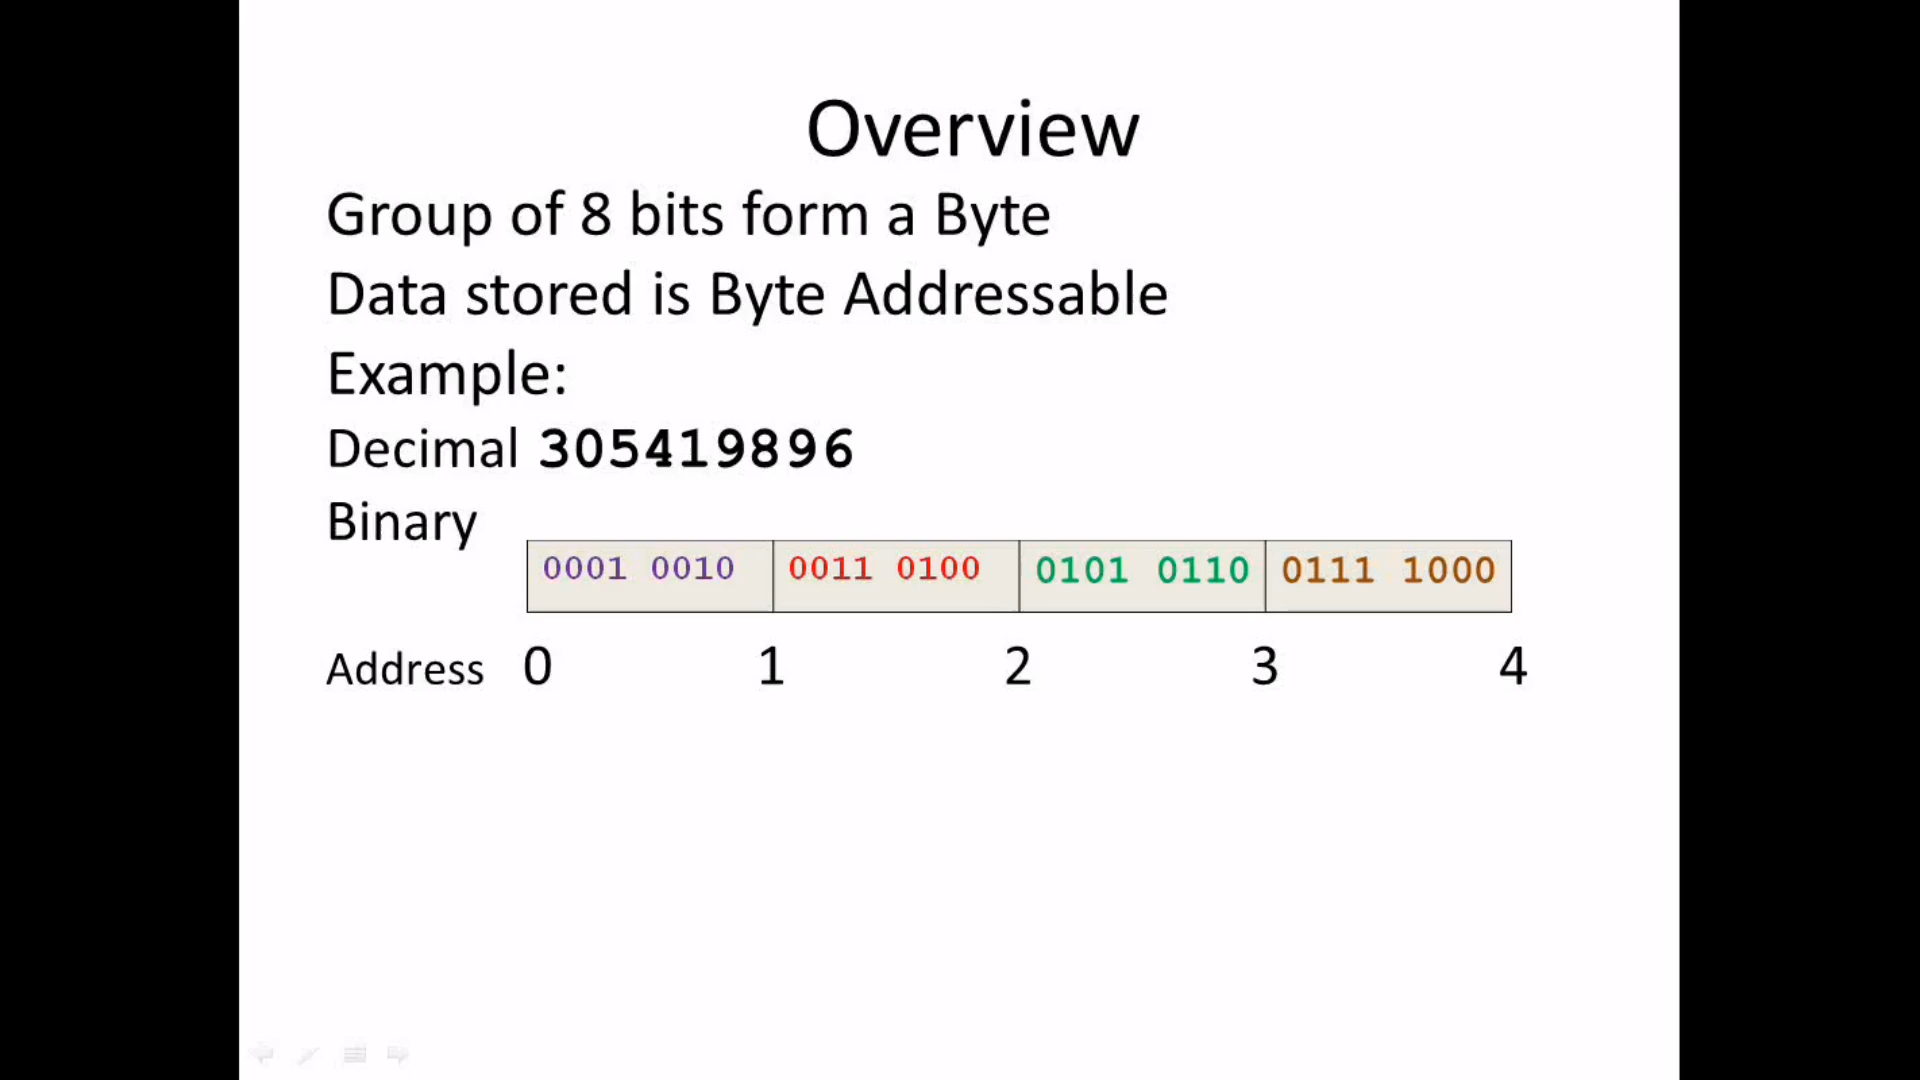 Overview
Group of 8 bits form a Byte
Data stored is Byte Addressable
Example:
Decimal 305419896
Binary
0001 0010 0011 0100 0101 0110 0111 1000
Address 0 1 2 3 4